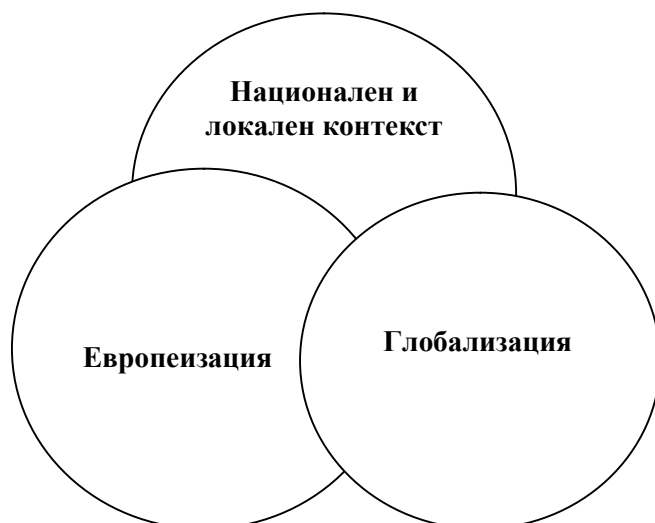 Национален и
локален контекст
Европеизация
Глобализация